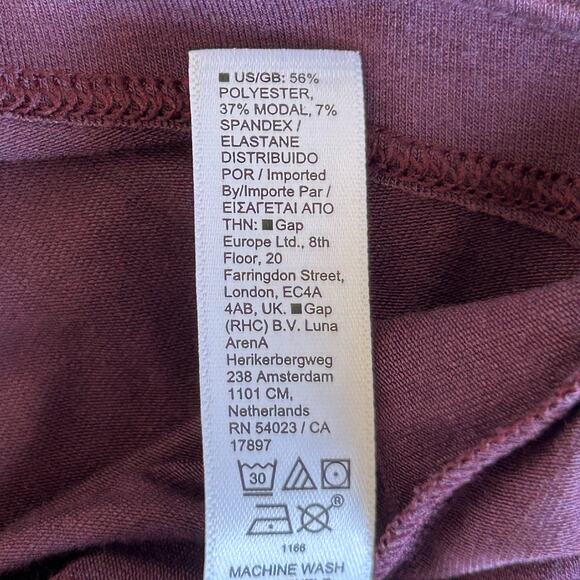 ■ US/GB: 56%
POLYESTER,
37% MODAL, 7%
SPANDEX /
ELASTANE
DISTRIBUIDO
POR / Imported
By/Importe Par /
ΕΙΣΑΓΕΤΑΙ ΑΠΟ
ΤΗΝ: ■ Gap
Europe Ltd., 8th
Floor, 20
Farringdon Street,
London, EC4A
4AB, UK. ■ Gap
(RHC) B.V. Luna
ArenA
Herikerbergweg
238 Amsterdam
1101 CM,
Netherlands
RN 54023 / CA
17897
30
®
1166
MACHINE WASH